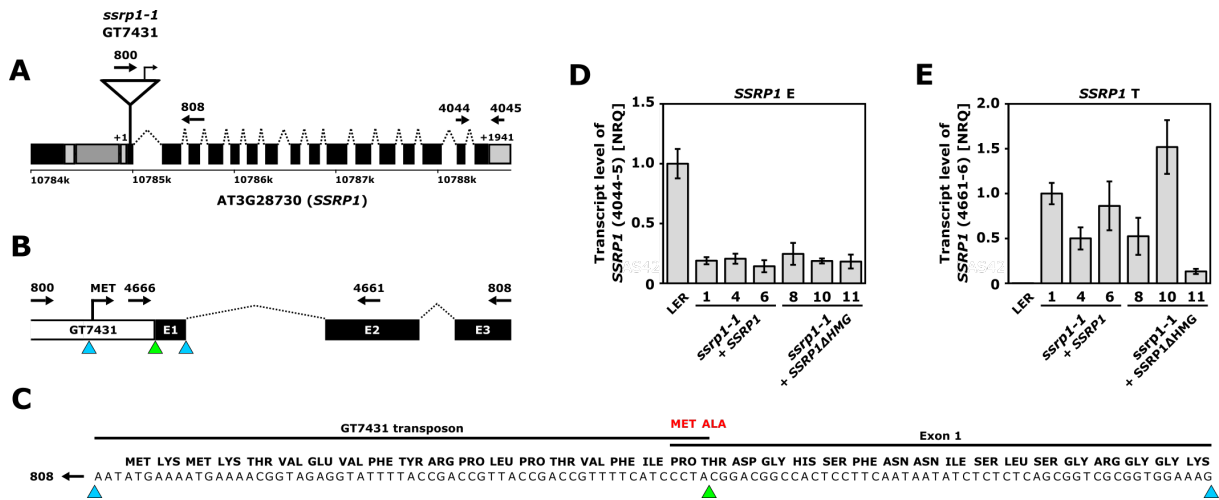 ssrp1-1
GT7431
800
A
808
4044
4045
+1
+1941
10784k
10785k
10786k
10787k
10788k
AT3G28730 (SSRP1)
B
800
MET
4666
4661
808
GT7431
E1
E2
E3
C
MET ALA
GT7431 transposon
Exon 1
MET LYS MET LYS THR VAL GLU VAL PHE TYR ARG PRO LEU PRO THR VAL PHE ILE PRO THR ASP GLY HIS SER PHE ASN ASN ILE SER LEU SER GLY ARG GLY GLY LYS
808
AATATGAAAATGAAAACGGTAGAGGTATTTTACCGACCGTTACCGACCGTTTTCATCCCTACGGACGGCCACTCCTTCAATAATATCTCTCTCAGCGGTCGCGGTGGAAAG
D
SSRP1 E
Transcript level of
SSRP1 (4044-5) [NRQ]
1.5
1.0
0.5
0
LER
1
4
6
8
10
11
ssrp1-1
+ SSRP1
ssrp1-1
+ SSRP1ΔHMG
E
SSRP1 T
Transcript level of
SSRP1 (4661-6) [NRQ]
2.0
1.5
1.0
0.5
0
LER
1
4
6
8
10
11
ssrp1-1
+ SSRP1
ssrp1-1
+ SSRP1ΔHMG